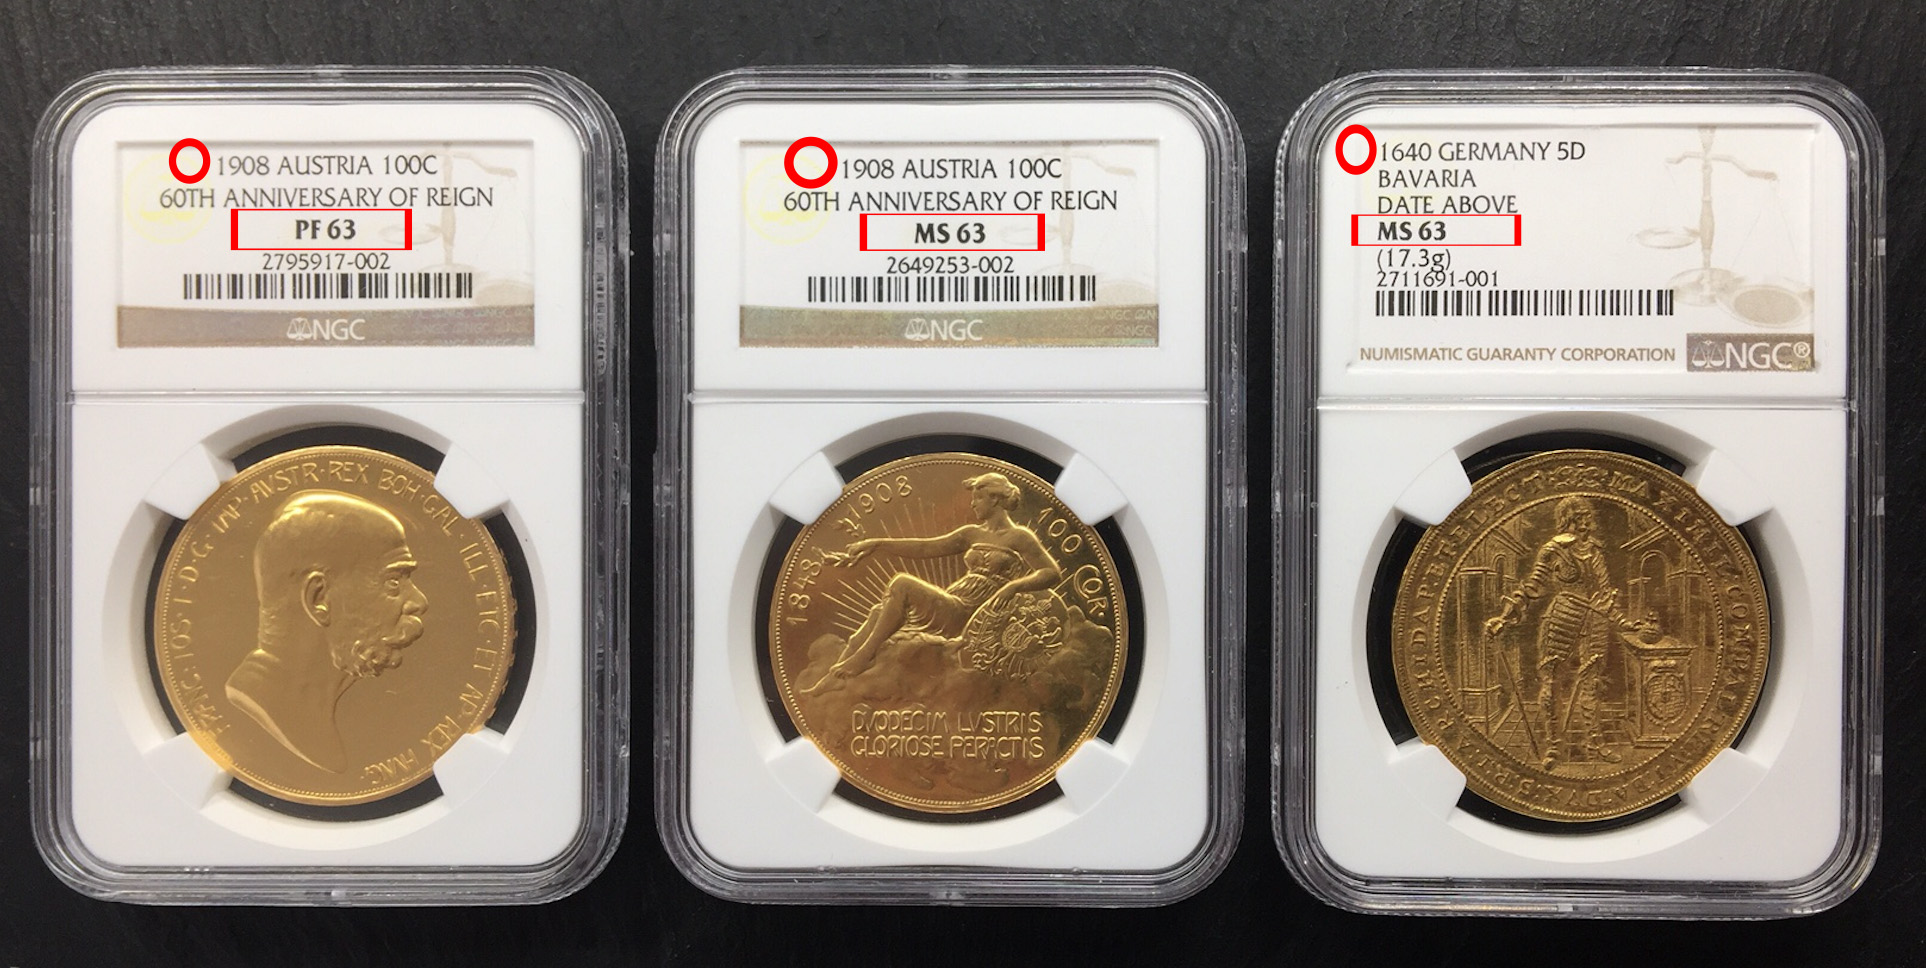 1908 AUSTRIA 100C
60TH ANNIVERSARY OF REIGN
PF 63
2795917-002
NGC
1908 AUSTRIA 100C
60TH ANNIVERSARY OF REIGN
MS 63
2649253-002
NGC
1640 GERMANY 5D
BAVARIA
DATE ABOVE
MS 63
(17.3g)
2711691-001
NUMISMATIC GUARANTY CORPORATION NGC®
FRANC·IOS·I·D·G·IMP·AVSTR·REX BOH·GAL·ILL·ETC·ET AP·REX HVNG·
1848 1908 100 COR·
DVODECIM LVSTRIS
GLORIOSE PERACTIS